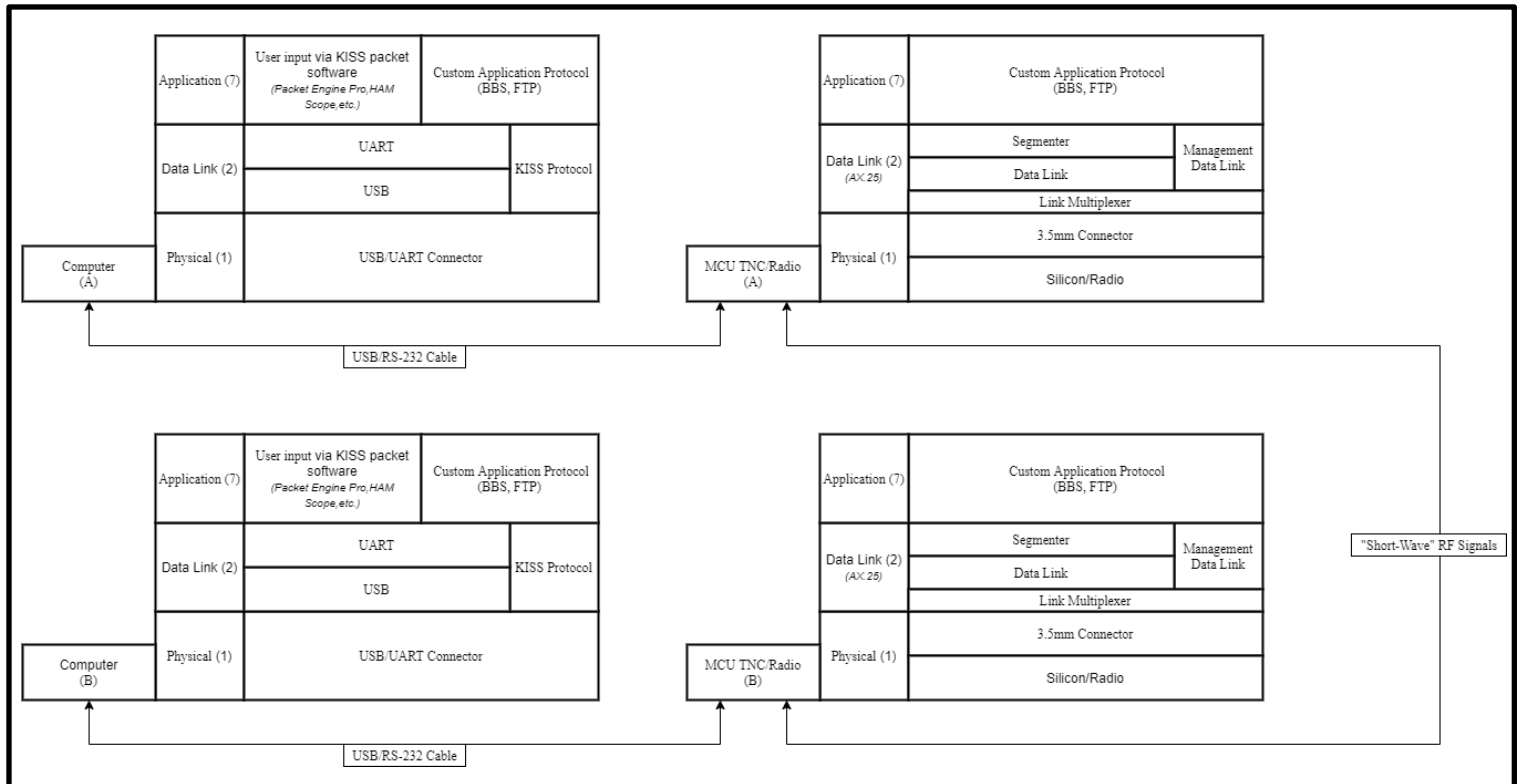 Application (7)
User input via KISS packet
software
(Packet Engine Pro,HAM
Scope,etc.)
Custom Application Protocol
(BBS, FTP)
Data Link (2)
UART
USB
KISS Protocol
Physical (1)
USB/UART Connector
Computer
(A)
Application (7)
Custom Application Protocol
(BBS, FTP)
Data Link (2)
(AX.25)
Segmenter
Data Link
Management
Data Link
Link Multiplexer
Physical (1)
3.5mm Connector
Silicon/Radio
MCU TNC/Radio
(A)
USB/RS-232 Cable
Application (7)
User input via KISS packet
software
(Packet Engine Pro,HAM
Scope,etc.)
Custom Application Protocol
(BBS, FTP)
Data Link (2)
UART
USB
KISS Protocol
Physical (1)
USB/UART Connector
Computer
(B)
Application (7)
Custom Application Protocol
(BBS, FTP)
Data Link (2)
(AX.25)
Segmenter
Data Link
Management
Data Link
Link Multiplexer
Physical (1)
3.5mm Connector
Silicon/Radio
MCU TNC/Radio
(B)
"Short-Wave" RF Signals
USB/RS-232 Cable